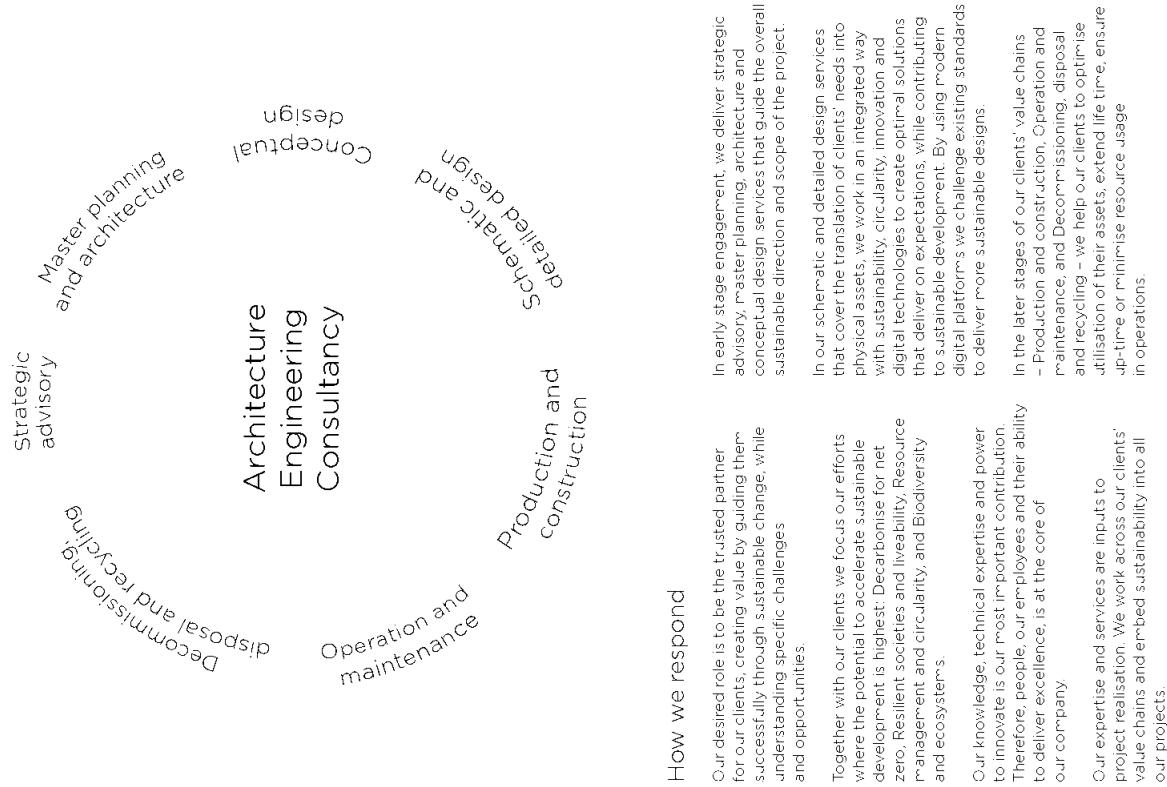 Architecture
Engineering
Consultancy
Strategic
advisory
Master planning
and architecture
Conceptual
design
Schematic and
detailed design
Production and
construction
Operation and
maintenance
Decommissioning,
disposal and recycling
How we respond
Our desired role is to be the trusted partner
for our clients, creating value by guiding them
successfully through sustainable change, while
understanding specific challenges
and opportunities.
Together with our clients we focus our efforts
where the potential to accelerate sustainable
development is highest: Decarbonise for net
zero, Resilient societies and liveability, Resource
management and circularity, and Biodiversity
and ecosystems.
Our knowledge, technical expertise and power
to innovate is our most important contribution.
Therefore, people, our employees and their ability
to deliver excellence, is at the core of
our company.
Our expertise and services are inputs to
project realisation. We work across our clients'
value chains and embed sustainability into all
our projects.
In early stage engagement, we deliver strategic
advisory, master planning, architecture and
conceptual design services that guide the overall
sustainable direction and scope of the project.
In our schematic and detailed design services
that cover the translation of clients' needs into
physical assets, we work in an integrated way
with sustainability, circularity, innovation and
digital technologies to create optimal solutions
that deliver on expectations, while contributing
to sustainable development. By using modern
digital platforms we challenge existing standards
to deliver more sustainable designs.
In the later stages of our clients' value chains
– Production and construction, Operation and
maintenance, and Decommissioning, disposal
and recycling – we help our clients to optimise
utilisation of their assets, extend life time, ensure
up-time or minimise resource usage
in operations.